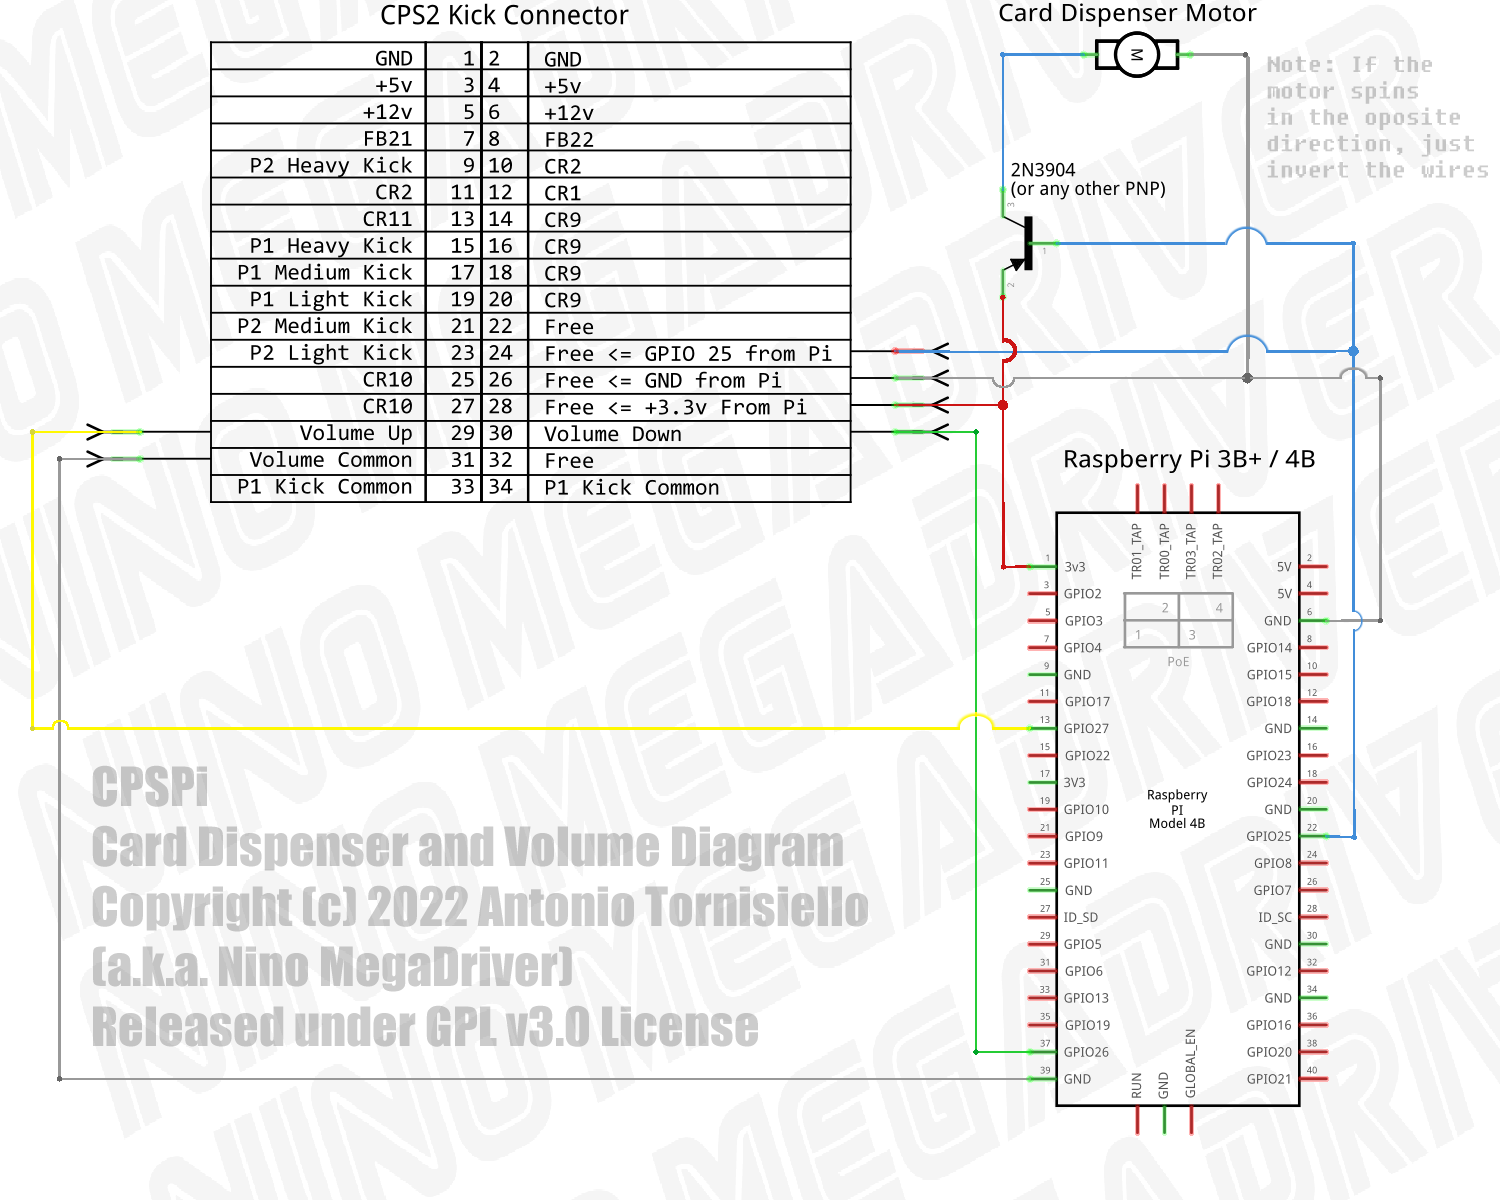 CPS2 Kick Connector
GND 1 2 GND
+5v 3 4 +5v
+12v 5 6 +12v
FB21 7 8 FB22
P2 Heavy Kick 9 10 CR2
CR2 11 12 CR1
CR11 13 14 CR9
P1 Heavy Kick 15 16 CR9
P1 Medium Kick 17 18 CR9
P1 Light Kick 19 20 CR9
P2 Medium Kick 21 22 Free
P2 Light Kick 23 24 Free <= GPIO 25 from Pi
CR10 25 26 Free <= GND from Pi
CR10 27 28 Free <= +3.3v From Pi
Volume Up 29 30 Volume Down
Volume Common 31 32 Free
P1 Kick Common 33 34 P1 Kick Common
Card Dispenser Motor
M
Note: If the
motor spins
in the oposite
direction, just
invert the wires
2N3904
(or any other PNP)
3
1
2
Raspberry Pi 3B+ / 4B
TR01_TAP TR00_TAP TR03_TAP TR02_TAP
1 3v3 5V 2
3 GPIO2 5V 4
5 GPIO3 GND 6
7 GPIO4 GPIO14 8
9 GND GPIO15 10
11 GPIO17 GPIO18 12
13 GPIO27 GND 14
15 GPIO22 GPIO23 16
17 3V3 GPIO24 18
19 GPIO10 GND 20
21 GPIO9 GPIO25 22
23 GPIO11 GPIO8 24
25 GND GPIO7 26
27 ID_SD ID_SC 28
29 GPIO5 GND 30
31 GPIO6 GPIO12 32
33 GPIO13 GND 34
35 GPIO19 GPIO16 36
37 GPIO26 GPIO20 38
39 GND GPIO21 40
2 4
1 3
PoE
Raspberry
PI
Model 4B
RUN GND GLOBAL_EN
CPSPi
Card Dispenser and Volume Diagram
Copyright (c) 2022 Antonio Tornisiello
(a.k.a. Nino MegaDriver)
Released under GPL v3.0 License
NINO MEGADRIVER